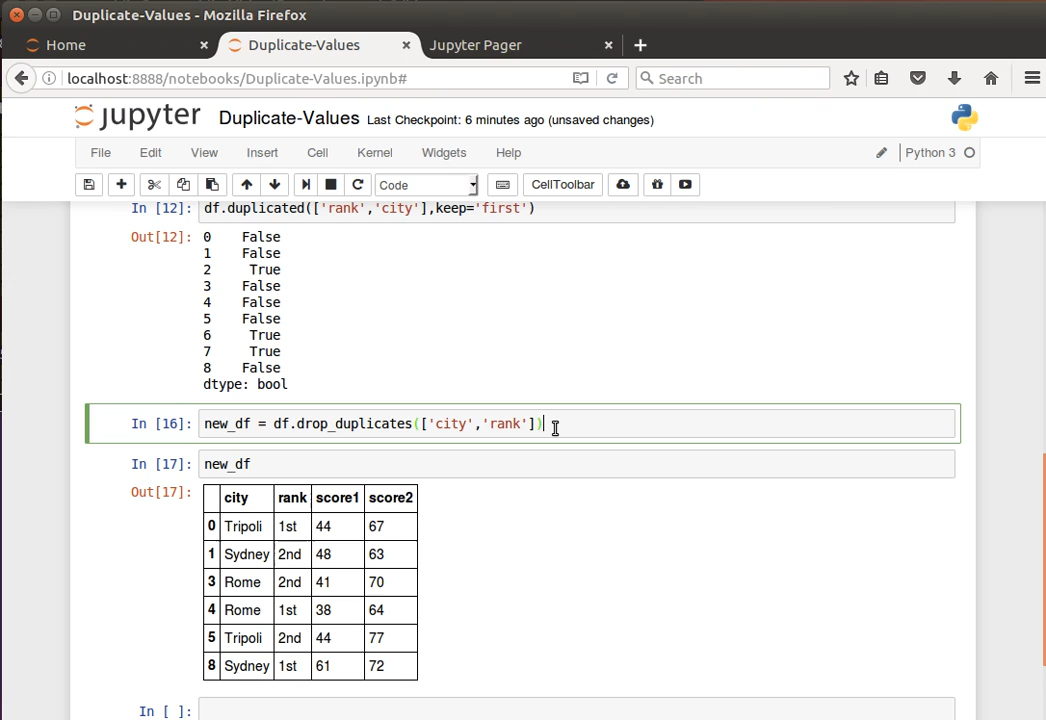 Duplicate-Values - Mozilla Firefox
Home × Duplicate-Values × Jupyter Pager × +
localhost:8888/notebooks/Duplicate-Values.ipynb# Search
jupyter Duplicate-Values Last Checkpoint: 6 minutes ago (unsaved changes)
File Edit View Insert Cell Kernel Widgets Help Python 3
Code CellToolbar
In [12]: df.duplicated(['rank','city'],keep='first')
Out[12]: 0 False
1 False
2 True
3 False
4 False
5 False
6 True
7 True
8 False
dtype: bool
In [16]: new_df = df.drop_duplicates(['city','rank'])
In [17]: new_df
Out[17]: city rank score1 score2
0 Tripoli 1st 44 67
1 Sydney 2nd 48 63
3 Rome 2nd 41 70
4 Rome 1st 38 64
5 Tripoli 2nd 44 77
8 Sydney 1st 61 72
In [ ]: